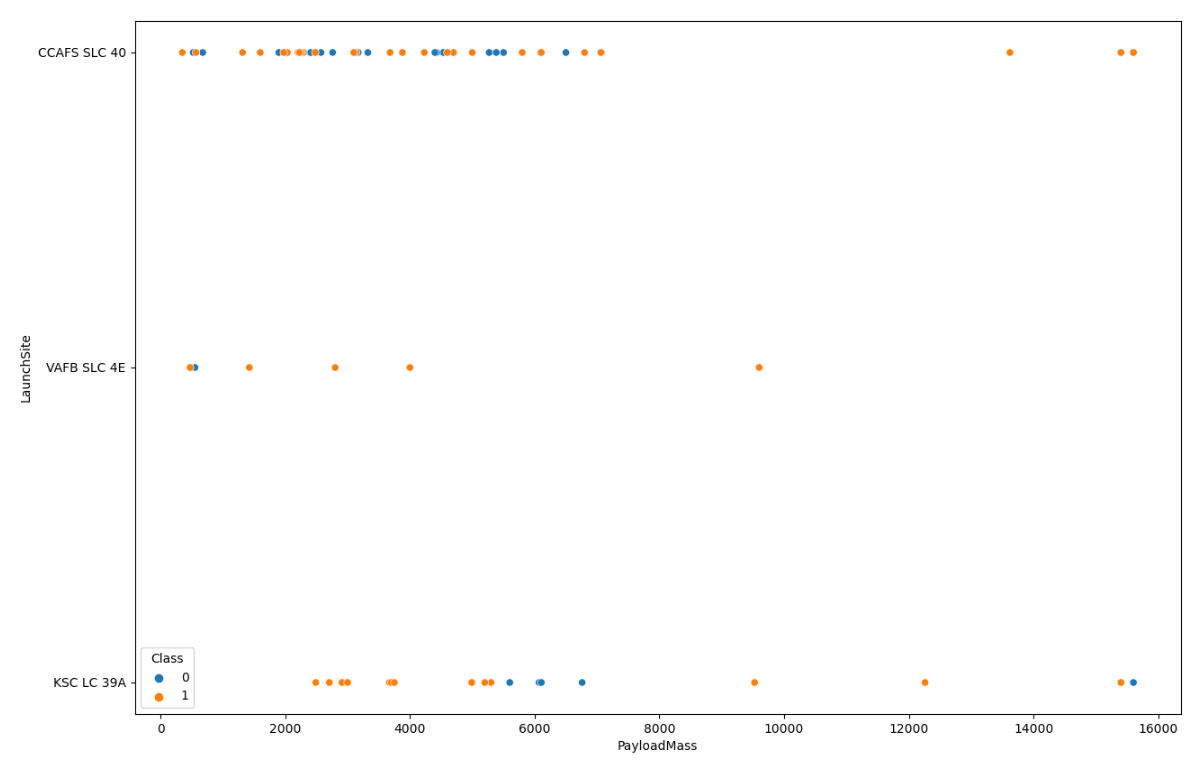 CCAFS SLC 40
VAFB SLC 4E
KSC LC 39A
LaunchSite
Class
0
1
0 2000 4000 6000 8000 10000 12000 14000 16000
PayloadMass